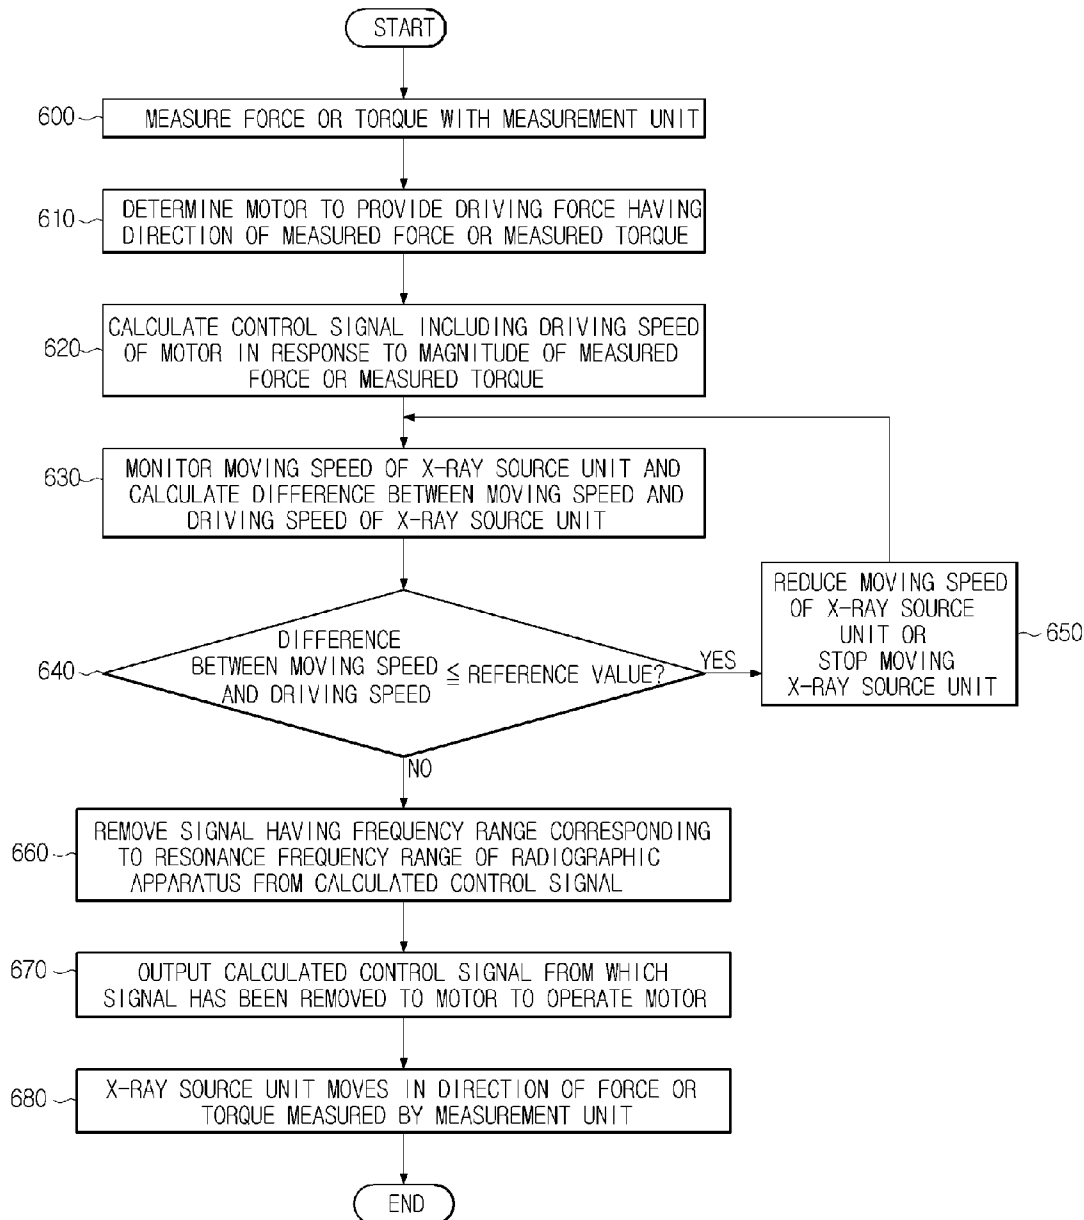 START
600
MEASURE FORCE OR TORQUE WITH MEASUREMENT UNIT
610
DETERMINE MOTOR TO PROVIDE DRIVING FORCE HAVING
DIRECTION OF MEASURED FORCE OR MEASURED TORQUE
620
CALCULATE CONTROL SIGNAL INCLUDING DRIVING SPEED
OF MOTOR IN RESPONSE TO MAGNITUDE OF MEASURED
FORCE OR MEASURED TORQUE
630
MONITOR MOVING SPEED OF X-RAY SOURCE UNIT AND
CALCULATE DIFFERENCE BETWEEN MOVING SPEED AND
DRIVING SPEED OF X-RAY SOURCE UNIT
640
DIFFERENCE
BETWEEN MOVING SPEED ≦ REFERENCE VALUE?
AND DRIVING SPEED
YES
REDUCE MOVING SPEED
OF X-RAY SOURCE
UNIT OR
STOP MOVING
X-RAY SOURCE UNIT
650
NO
660
REMOVE SIGNAL HAVING FREQUENCY RANGE CORRESPONDING
TO RESONANCE FREQUENCY RANGE OF RADIOGRAPHIC
APPARATUS FROM CALCULATED CONTROL SIGNAL
670
OUTPUT CALCULATED CONTROL SIGNAL FROM WHICH
SIGNAL HAS BEEN REMOVED TO MOTOR TO OPERATE MOTOR
680
X-RAY SOURCE UNIT MOVES IN DIRECTION OF FORCE OR
TORQUE MEASURED BY MEASUREMENT UNIT
END